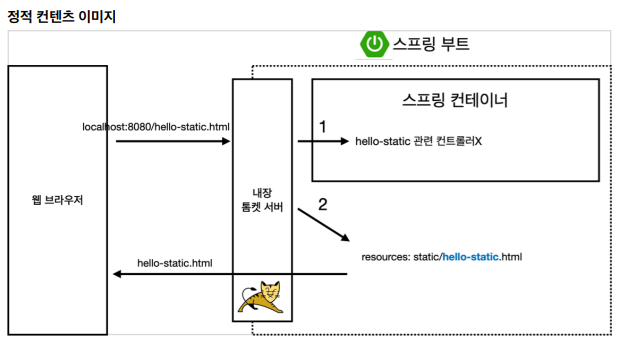 정적 컨텐츠 이미지
스프링 부트
스프링 컨테이너
localhost:8080/hello-static.html
1
hello-static 관련 컨트롤러X
웹 브라우저
내장
톰켓 서버
2
resources: static/hello-static.html
hello-static.html